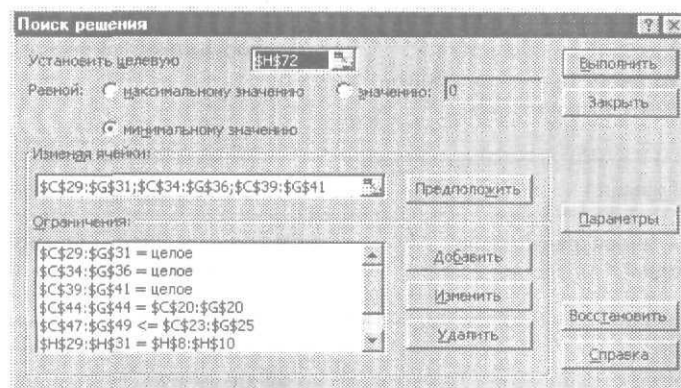 Поиск решения
Установить целевую $H$72
Равной: максимальному значению значению: 0
минимальному значению
Изменяя ячейки:
$C$29:$G$31;$C$34:$G$36;$C$39:$G$41
Предположить
Ограничения:
$C$29:$G$31 = целое
$C$34:$G$36 = целое
$C$39:$G$41 = целое
$C$44:$G$44 = $C$20:$G$20
$C$47:$G$49 <= $C$23:$G$25
$H$29:$H$31 = $H$8:$H$10
Добавить
Изменить
Удалить
Выполнить
Закрыть
Параметры
Восстановить
Справка